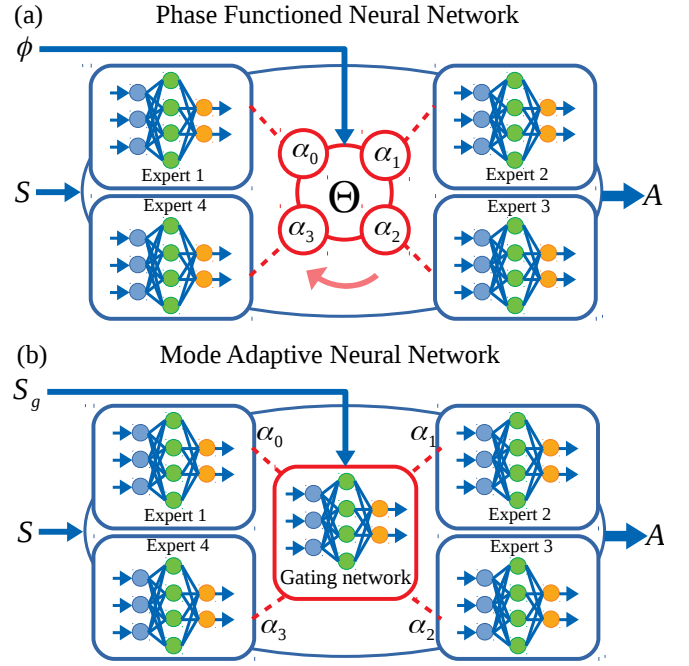 (a) Phase Functioned Neural Network
ϕ
Expert 1
Expert 2
α₀ α₁
S
Θ
A
Expert 4
Expert 3
α₃ α₂
(b) Mode Adaptive Neural Network
S_g
α₀ α₁
Expert 1
Expert 2
S
A
Expert 4
Expert 3
Gating network
α₃ α₂